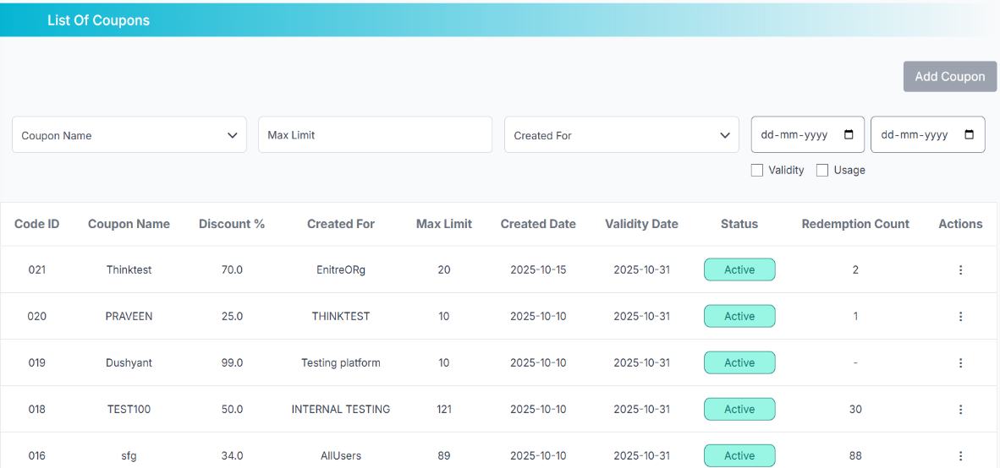 List Of Coupons
Add Coupon
Coupon Name Max Limit Created For dd-mm-yyyy dd-mm-yyyy
Validity Usage
Code ID Coupon Name Discount % Created For Max Limit Created Date Validity Date Status Redemption Count Actions
021 Thinktest 70.0 EnitreORg 20 2025-10-15 2025-10-31 Active 2
020 PRAVEEN 25.0 THINKTEST 10 2025-10-10 2025-10-31 Active 1
019 Dushyant 99.0 Testing platform 10 2025-10-10 2025-10-31 Active -
018 TEST100 50.0 INTERNAL TESTING 121 2025-10-10 2025-10-31 Active 30
016 sfg 34.0 AllUsers 89 2025-10-10 2025-10-31 Active 88